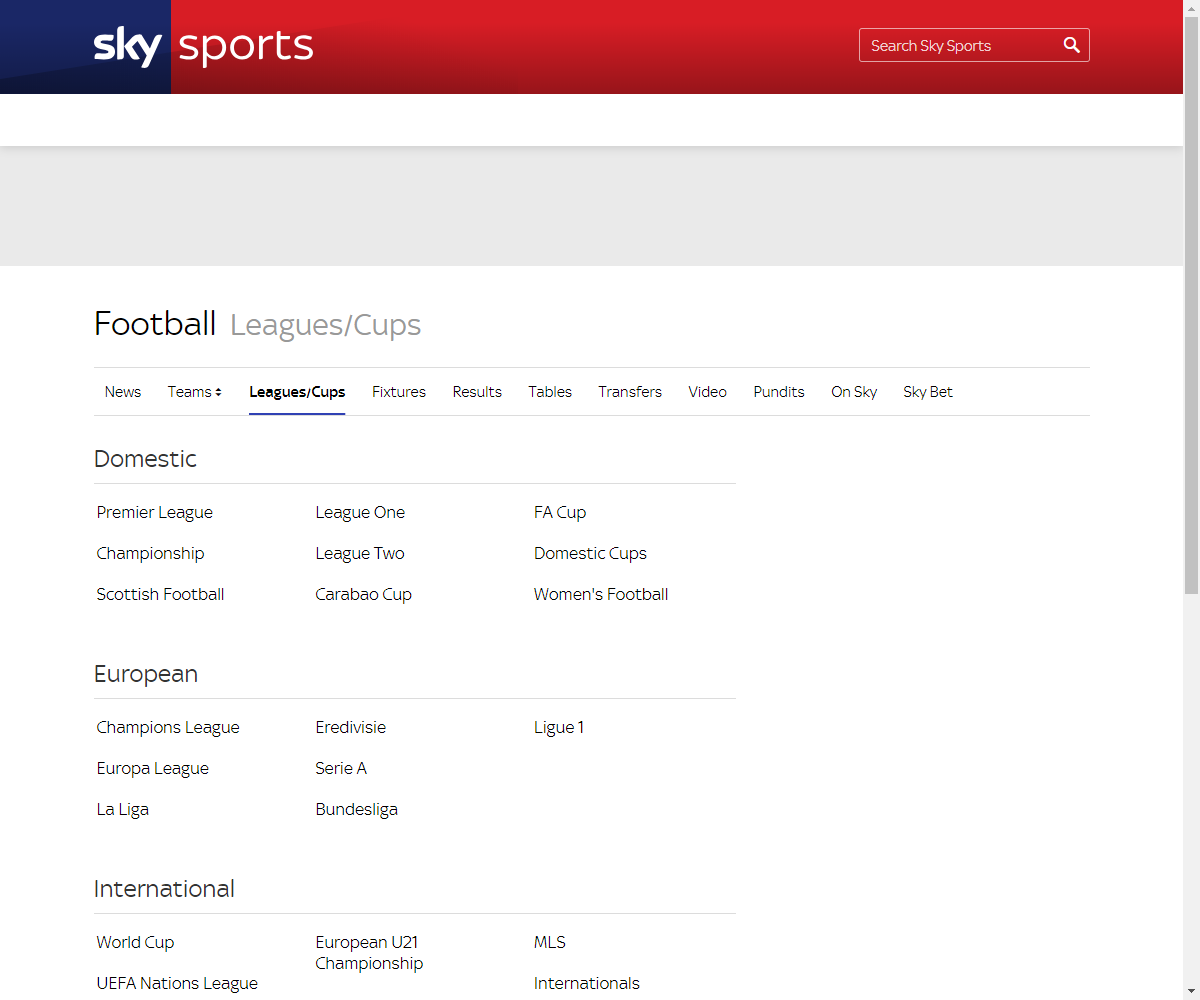 sky sports
Search Sky Sports
Football Leagues/Cups
News Teams Leagues/Cups Fixtures Results Tables Transfers Video Pundits On Sky Sky Bet
Domestic
Premier League League One FA Cup
Championship League Two Domestic Cups
Scottish Football Carabao Cup Women's Football
European
Champions League Eredivisie Ligue 1
Europa League Serie A
La Liga Bundesliga
International
World Cup European U21 MLS
Championship
UEFA Nations League Internationals